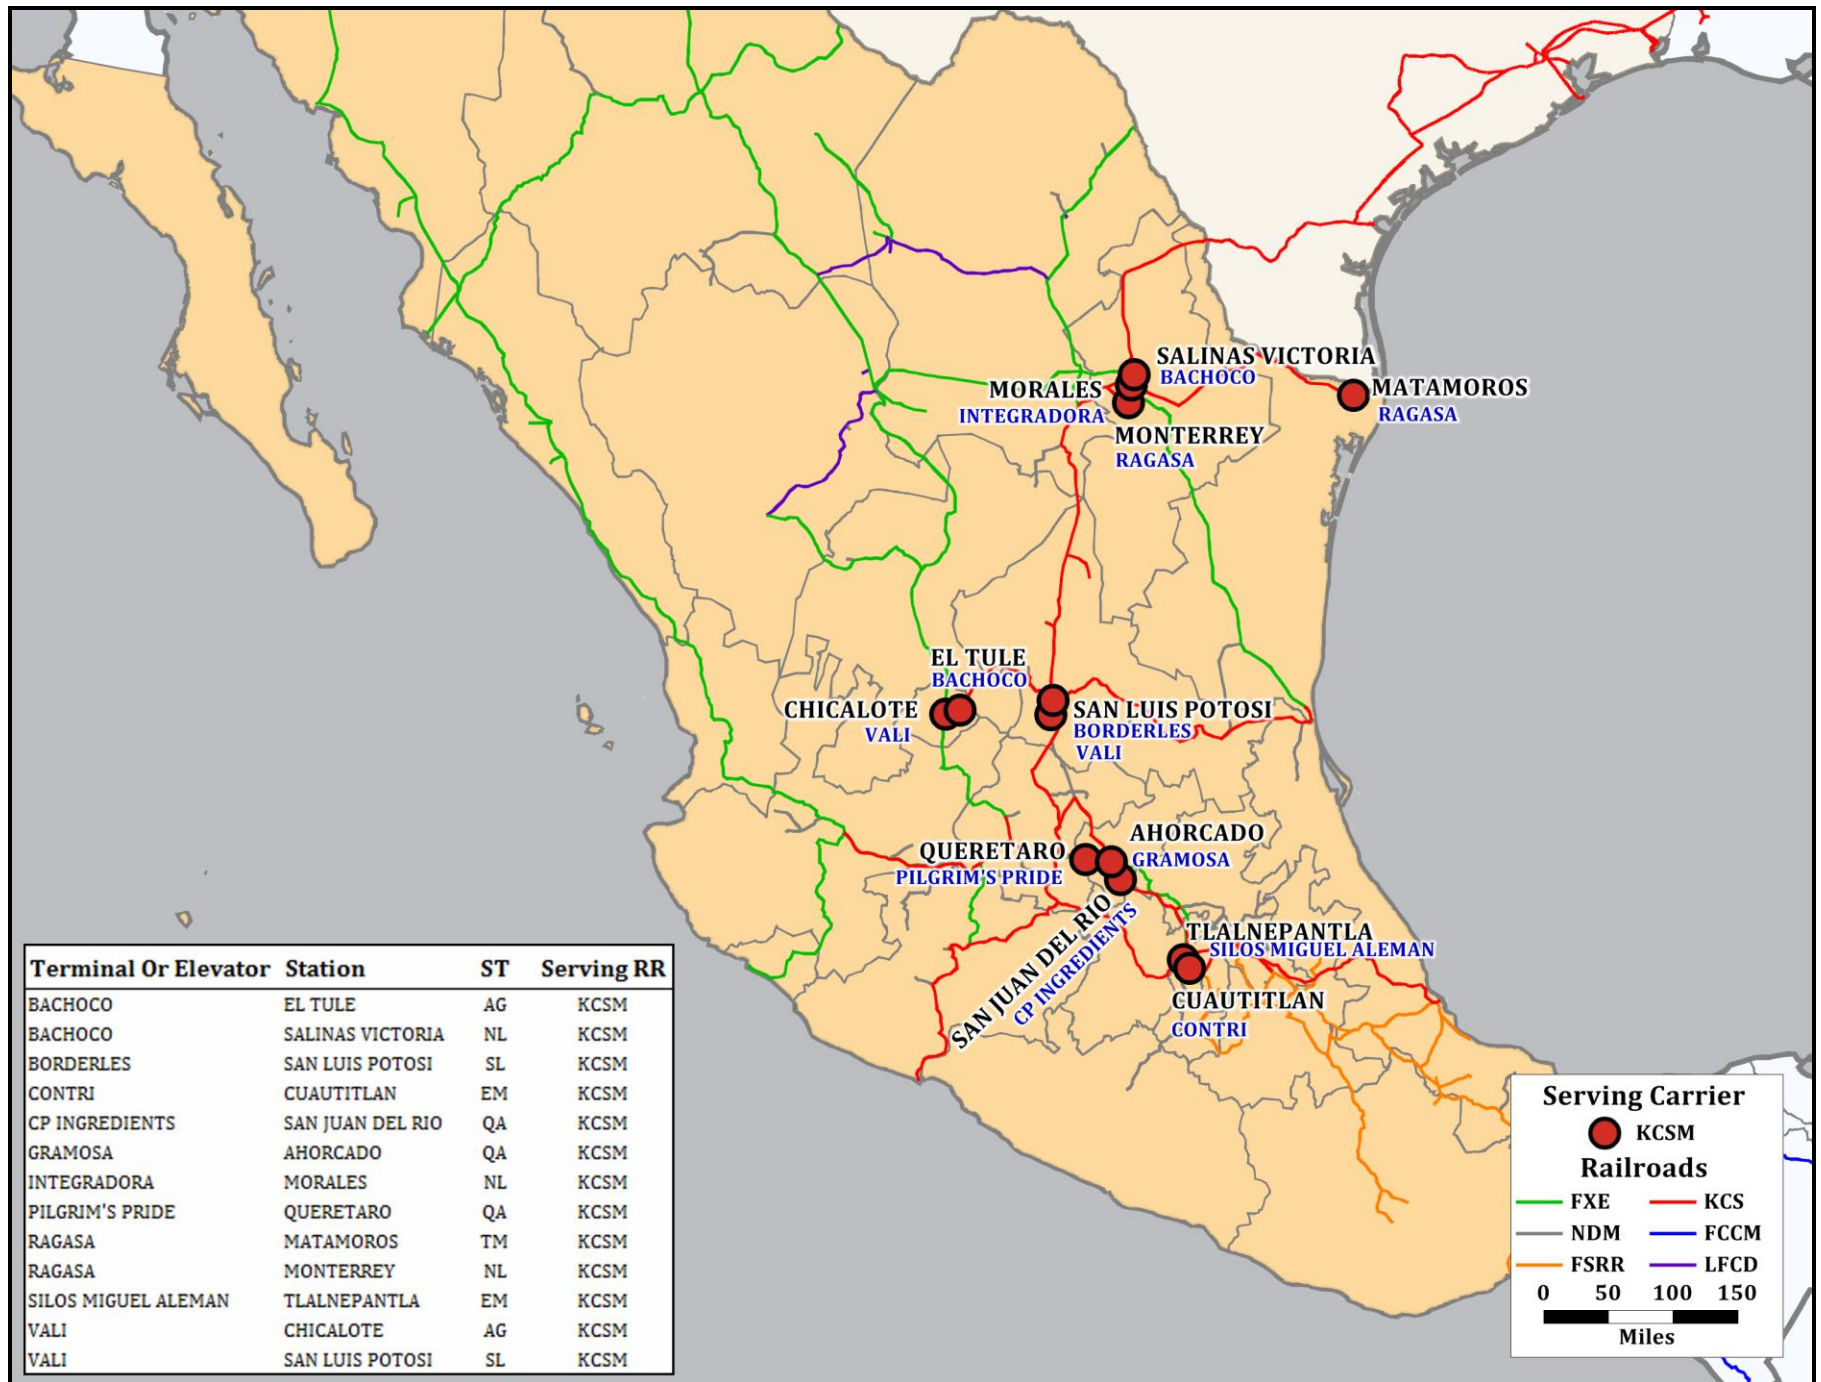 SALINAS VICTORIA
BACHOCO
MORALES
INTEGRADORA
MATAMOROS
RAGASA
MONTERREY
RAGASA
EL TULE
BACHOCO
CHICALOTE
VALI
SAN LUIS POTOSI
BORDERLES
VALI
AHORCADO
GRAMOSA
QUERETARO
PILGRIM'S PRIDE
SAN JUAN DEL RIO
CP INGREDIENTS
TLALNEPANTLA
SILOS MIGUEL ALEMAN
CUAUTITLAN
CONTRI
Terminal Or Elevator Station ST Serving RR
BACHOCO EL TULE AG KCSM
BACHOCO SALINAS VICTORIA NL KCSM
BORDERLES SAN LUIS POTOSI SL KCSM
CONTRI CUAUTITLAN EM KCSM
CP INGREDIENTS SAN JUAN DEL RIO QA KCSM
GRAMOSA AHORCADO QA KCSM
INTEGRADORA MORALES NL KCSM
PILGRIM'S PRIDE QUERETARO QA KCSM
RAGASA MATAMOROS TM KCSM
RAGASA MONTERREY NL KCSM
SILOS MIGUEL ALEMAN TLALNEPANTLA EM KCSM
VALI CHICALOTE AG KCSM
VALI SAN LUIS POTOSI SL KCSM
Serving Carrier
KCSM
Railroads
FXE KCS
NDM FCCM
FSRR LFCD
0 50 100 150
Miles